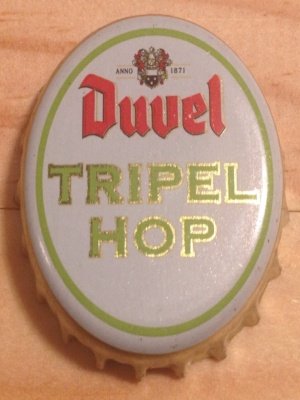 ANNO 1871
Duvel
TRIPEL
HOP